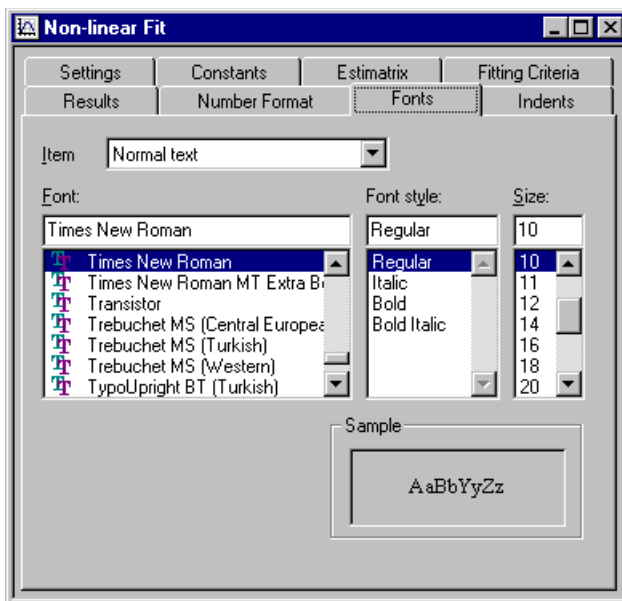 Non-linear Fit
Settings Constants Estimatrix Fitting Criteria
Results Number Format Fonts Indents
Item Normal text
Font: Font style: Size:
Times New Roman Regular 10
Times New Roman Regular 10
Times New Roman MT Extra Italic 11
Transistor Bold 12
Trebuchet MS (Central Europea Bold Italic 14
Trebuchet MS (Turkish) 16
Trebuchet MS (Western) 18
TypoUpright BT (Turkish) 20
Sample
AaBbYyZz